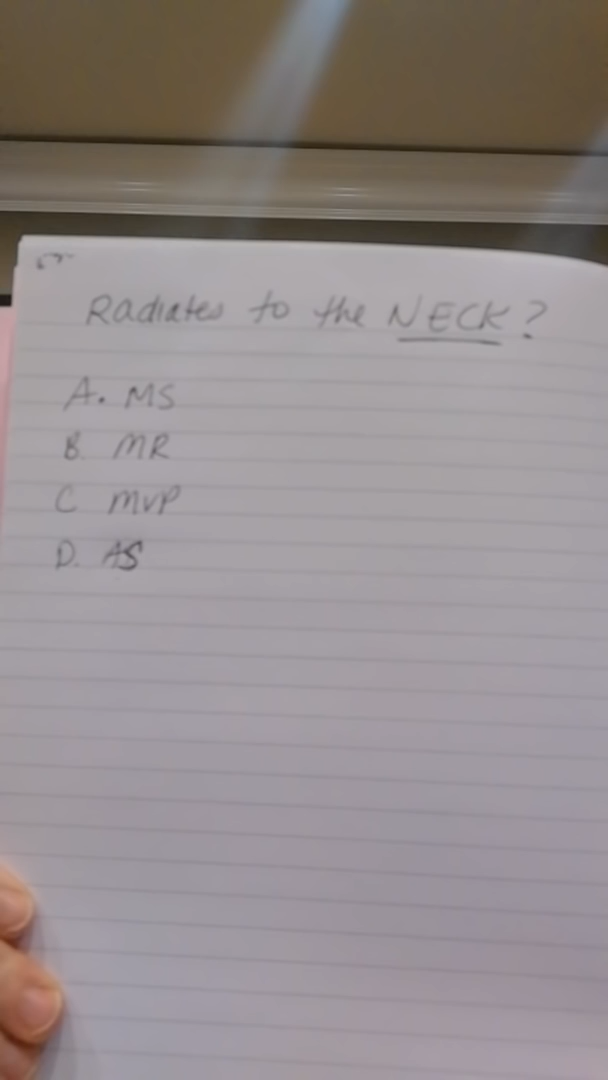 Radiates to the NECK?
A. MS
B. MR
C MVP
D. AS